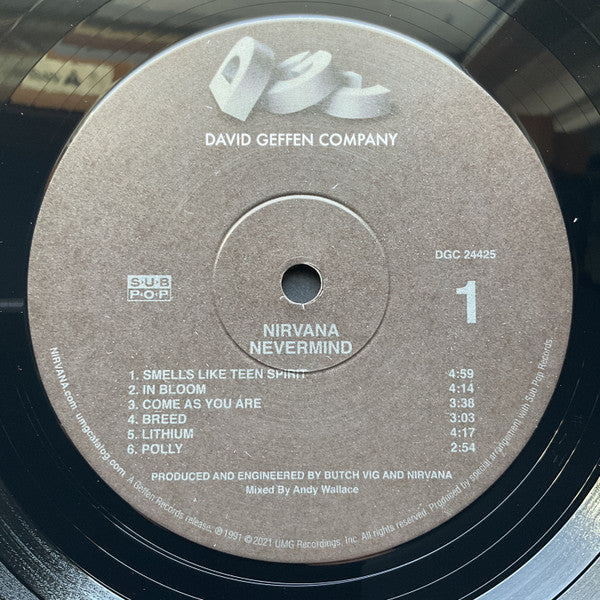 DGC
DAVID GEFFEN COMPANY
DGC 24425
SUB
POP
1
NIRVANA
NEVERMIND
1. SMELLS LIKE TEEN SPIRIT 4:59
2. IN BLOOM 4:14
3. COME AS YOU ARE 3:38
4. BREED 3:03
5. LITHIUM 4:17
6. POLLY 2:54
PRODUCED AND ENGINEERED BY BUTCH VIG AND NIRVANA
Mixed By Andy Wallace
NIRVANA.com. umgcatalog.com A Geffen Records release. ℗1991 ©2021 UMG Recordings, Inc. All rights reserved. Produced by special arrangement with Sub Pop Records